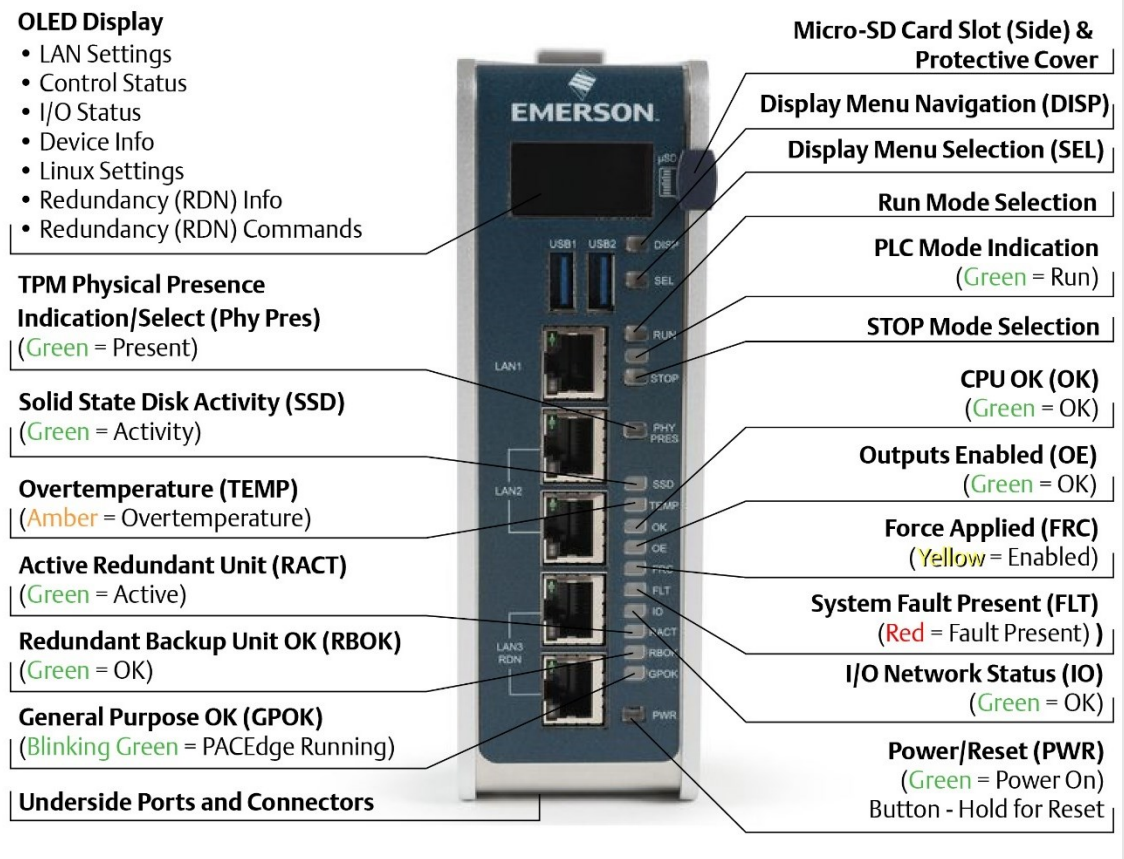 OLED Display
• LAN Settings
• Control Status
• I/O Status
• Device Info
• Linux Settings
• Redundancy (RDN) Info
• Redundancy (RDN) Commands
TPM Physical Presence
Indication/Select (Phy Pres)
(Green = Present)
Solid State Disk Activity (SSD)
(Green = Activity)
Overtemperature (TEMP)
(Amber = Overtemperature)
Active Redundant Unit (RACT)
(Green = Active)
Redundant Backup Unit OK (RBOK)
(Green = OK)
General Purpose OK (GPOK)
(Blinking Green = PACEdge Running)
Underside Ports and Connectors
EMERSON.
µSD
USB1 USB2 DISP
SEL
RUN
LAN1
STOP
PHY
PRES
SSD
LAN2
TEMP
OK
OE
FRC
FLT
IO
RACT
LAN3
RDN
RBOK
GPOK
PWR
Micro-SD Card Slot (Side) &
Protective Cover
Display Menu Navigation (DISP)
Display Menu Selection (SEL)
Run Mode Selection
PLC Mode Indication
(Green = Run)
STOP Mode Selection
CPU OK (OK)
(Green = OK)
Outputs Enabled (OE)
(Green = OK)
Force Applied (FRC)
(Yellow = Enabled)
System Fault Present (FLT)
(Red = Fault Present) )
I/O Network Status (IO)
(Green = OK)
Power/Reset (PWR)
(Green = Power On)
Button - Hold for Reset